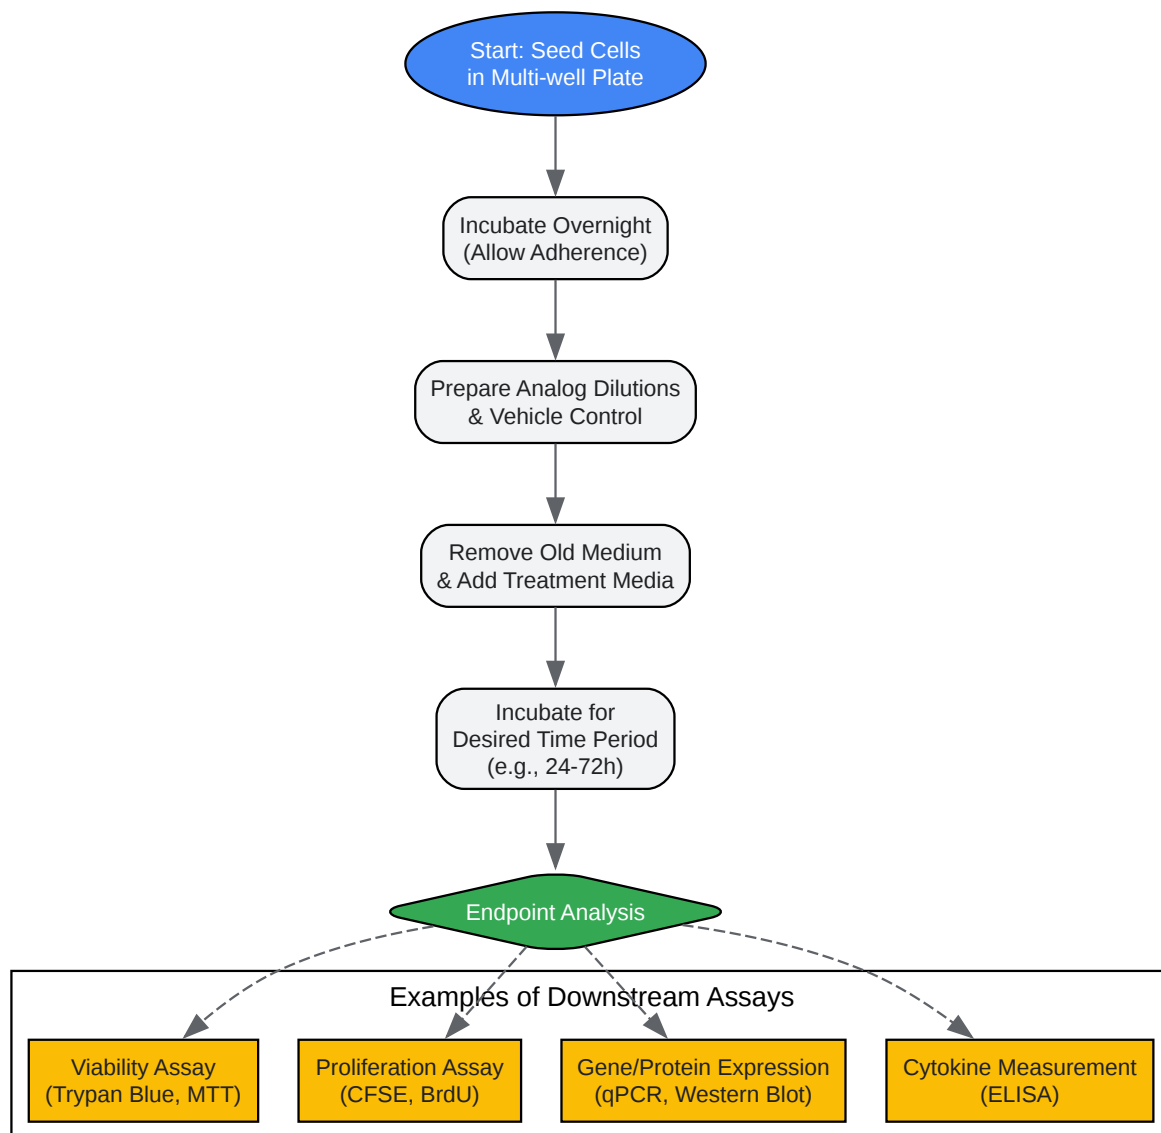 Start: Seed Cells
in Multi-well Plate
Incubate Overnight
(Allow Adherence)
Prepare Analog Dilutions
& Vehicle Control
Remove Old Medium
& Add Treatment Media
Incubate for
Desired Time Period
(e.g., 24-72h)
Endpoint Analysis
Examples of Downstream Assays
Viability Assay
(Trypan Blue, MTT)
Proliferation Assay
(CFSE, BrdU)
Gene/Protein Expression
(qPCR, Western Blot)
Cytokine Measurement
(ELISA)